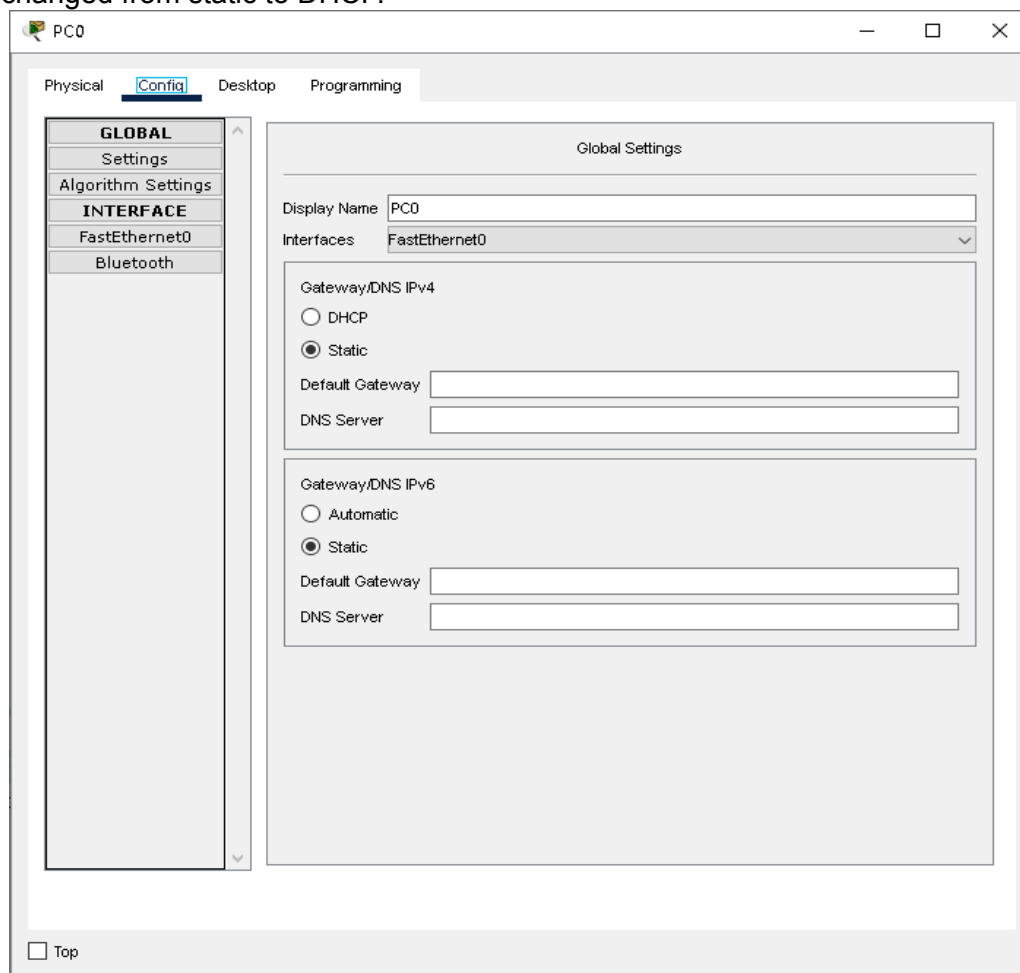 changed from static to DHCP.
PC0
Physical Config Desktop Programming
GLOBAL
Settings
Algorithm Settings
INTERFACE
FastEthernet0
Bluetooth
Global Settings
Display Name PC0
Interfaces FastEthernet0
Gateway/DNS IPv4
DHCP
Static
Default Gateway
DNS Server
Gateway/DNS IPv6
Automatic
Static
Default Gateway
DNS Server
Top